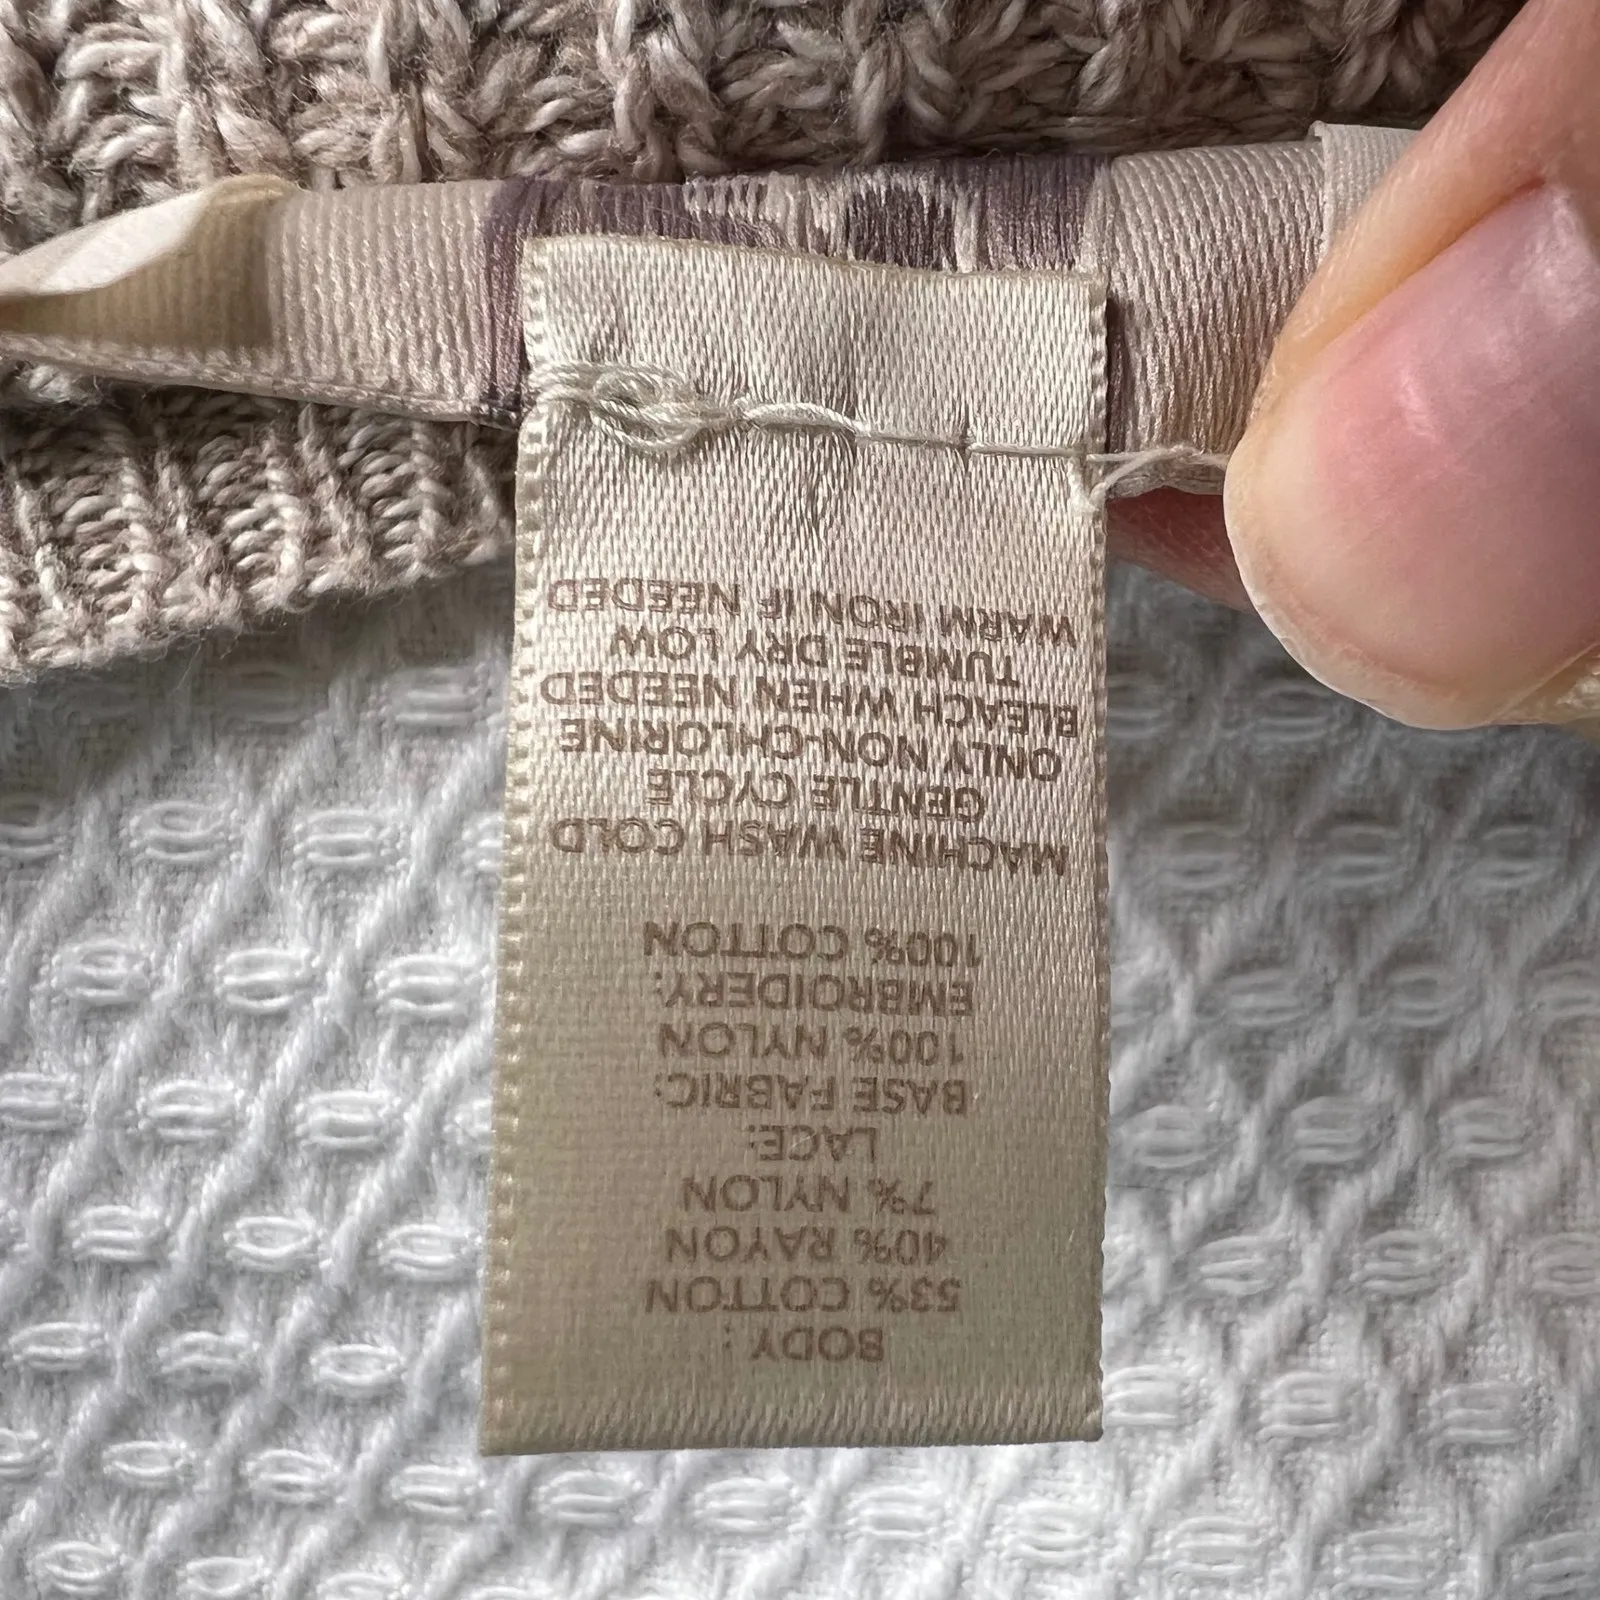 BODY :
53% COTTON
40% RAYON
7% NYLON
LACE:
BASE FABRIC:
100% NYLON
EMBROIDERY:
100% COTTON
MACHINE WASH COLD
GENTLE CYCLE
ONLY NON-CHLORINE
BLEACH WHEN NEEDED
TUMBLE DRY LOW
WARM IRON IF NEEDED